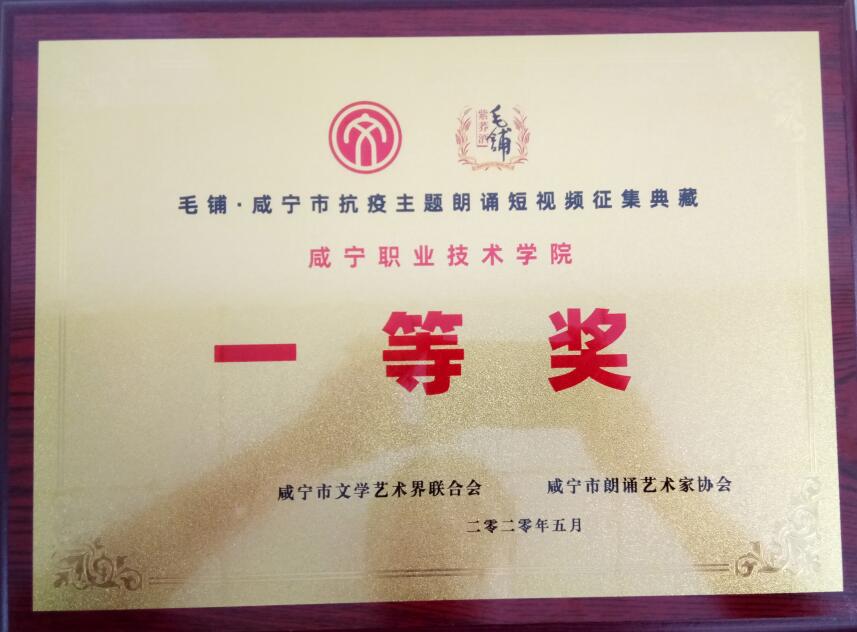 文
紫荞酒
毛铺
毛铺·咸宁市抗疫主题朗诵短视频征集典藏
咸宁职业技术学院
一等奖
咸宁市文学艺术界联合会 咸宁市朗诵艺术家协会
二零二零年五月